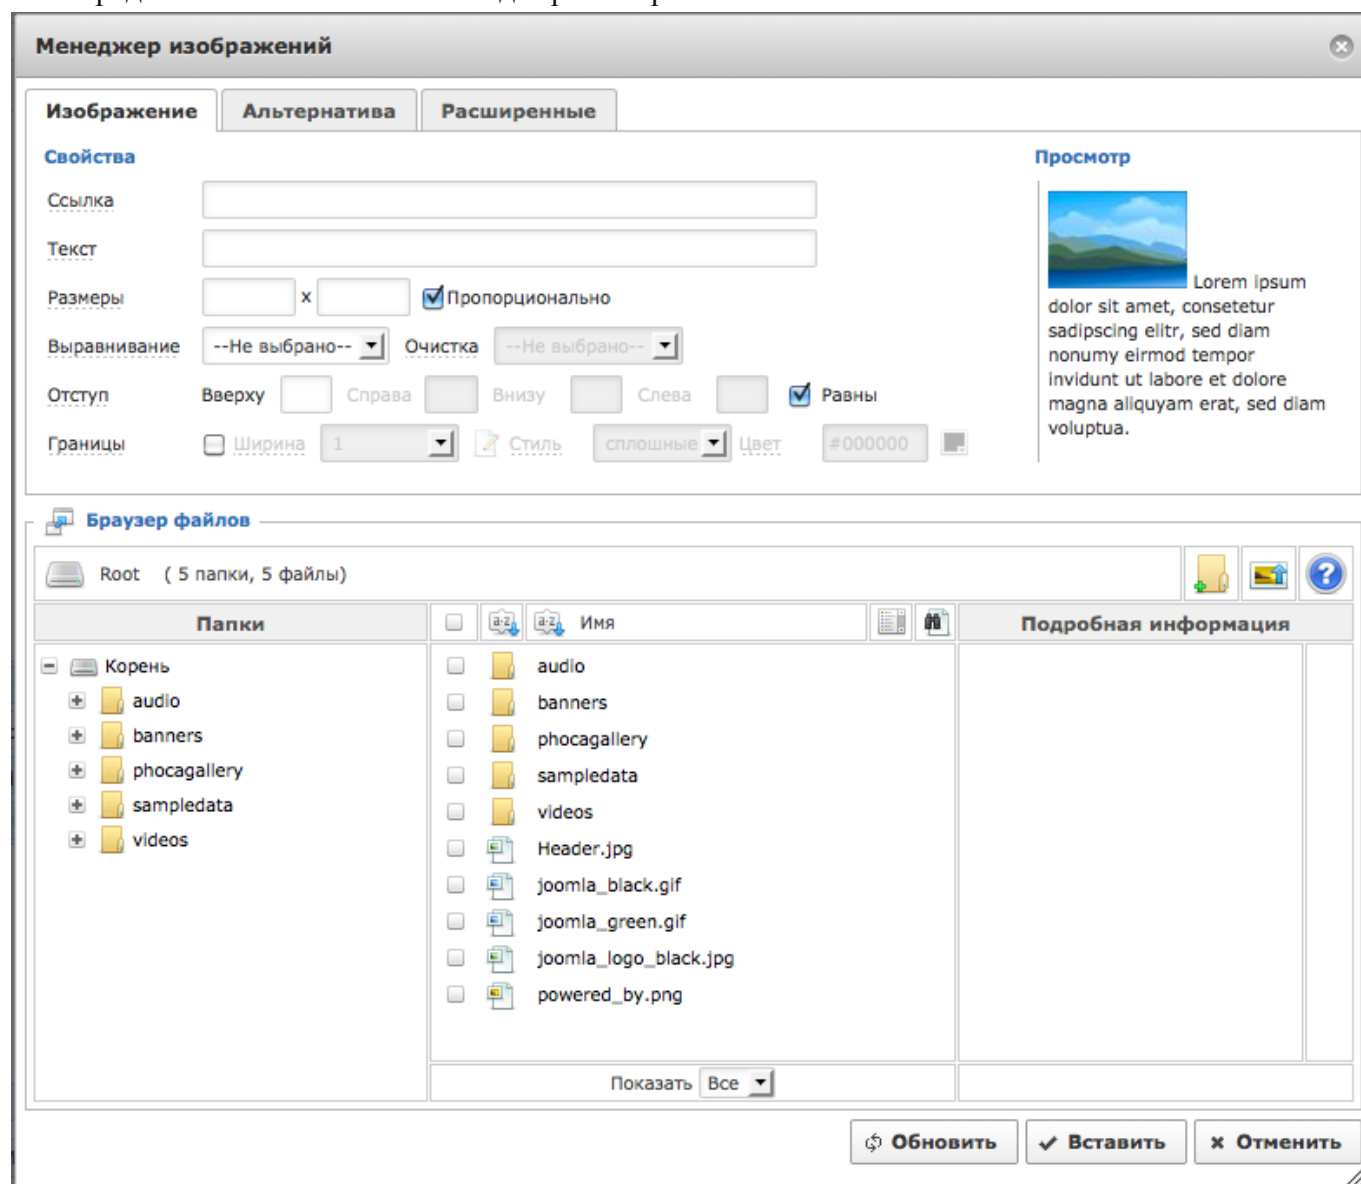 Менеджер изображений
Изображение Альтернатива Расширенные
Свойства
Просмотр
Ссылка
Текст
Размеры x Пропорционально
Выравнивание --Не выбрано-- Очистка --Не выбрано--
Отступ Вверху Справа Внизу Слева Равны
Границы Ширина 1 Стиль сплошные Цвет #000000
Lorem ipsum
dolor sit amet, consetetur
sadipscing elitr, sed diam
nonumy eirmod tempor
invidunt ut labore et dolore
magna aliquyam erat, sed diam
voluptua.
Браузер файлов
Root ( 5 папки, 5 файлы)
Папки
Имя
Подробная информация
Корень
audio
banners
phocagallery
sampledata
videos
audio
banners
phocagallery
sampledata
videos
Header.jpg
joomla_black.gif
joomla_green.gif
joomla_logo_black.jpg
powered_by.png
Показать Все
Обновить Вставить Отменить